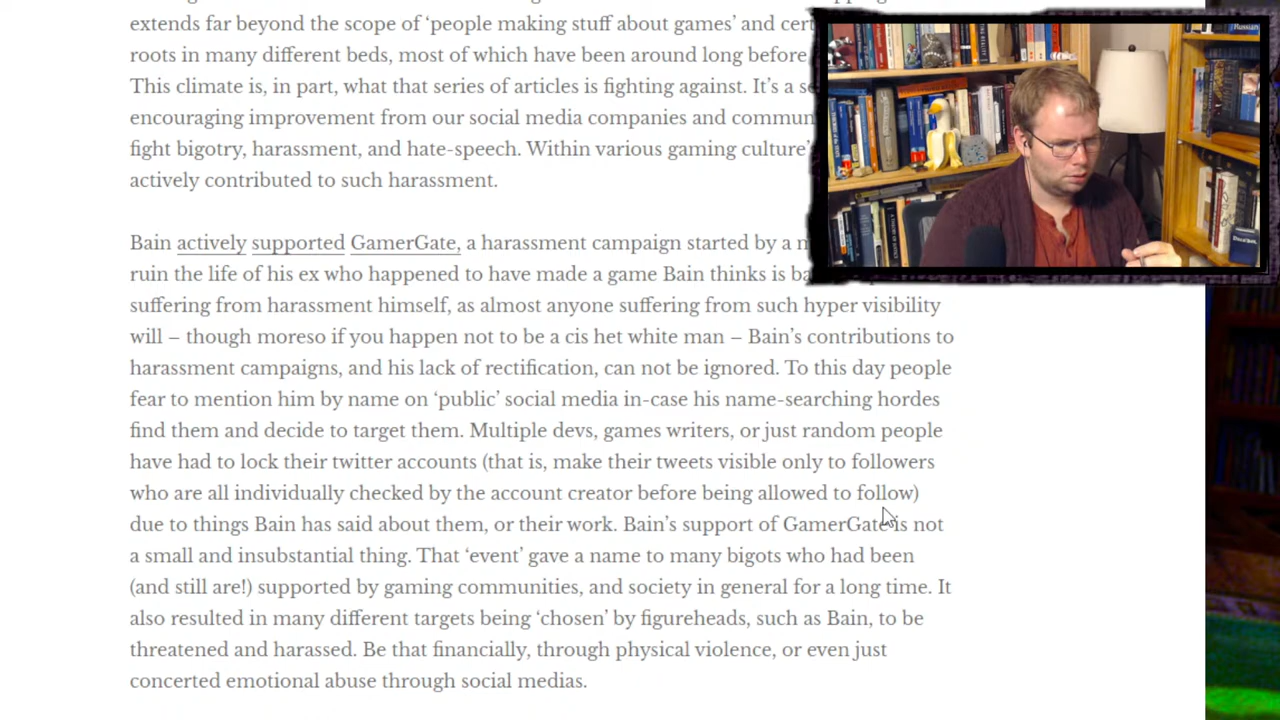 extends far beyond the scope of ‘people making stuff about games’ and cert
roots in many different beds, most of which have been around long before
This climate is, in part, what that series of articles is fighting against. It’s a se
encouraging improvement from our social media companies and commun
fight bigotry, harassment, and hate-speech. Within various gaming culture’
actively contributed to such harassment.
Bain actively supported GamerGate, a harassment campaign started by a m
ruin the life of his ex who happened to have made a game Bain thinks is ba
suffering from harassment himself, as almost anyone suffering from such hyper visibility
will – though moreso if you happen not to be a cis het white man – Bain’s contributions to
harassment campaigns, and his lack of rectification, can not be ignored. To this day people
fear to mention him by name on ‘public’ social media in-case his name-searching hordes
find them and decide to target them. Multiple devs, games writers, or just random people
have had to lock their twitter accounts (that is, make their tweets visible only to followers
who are all individually checked by the account creator before being allowed to follow)
due to things Bain has said about them, or their work. Bain’s support of GamerGate is not
a small and insubstantial thing. That ‘event’ gave a name to many bigots who had been
(and still are!) supported by gaming communities, and society in general for a long time. It
also resulted in many different targets being ‘chosen’ by figureheads, such as Bain, to be
threatened and harassed. Be that financially, through physical violence, or even just
concerted emotional abuse through social medias.